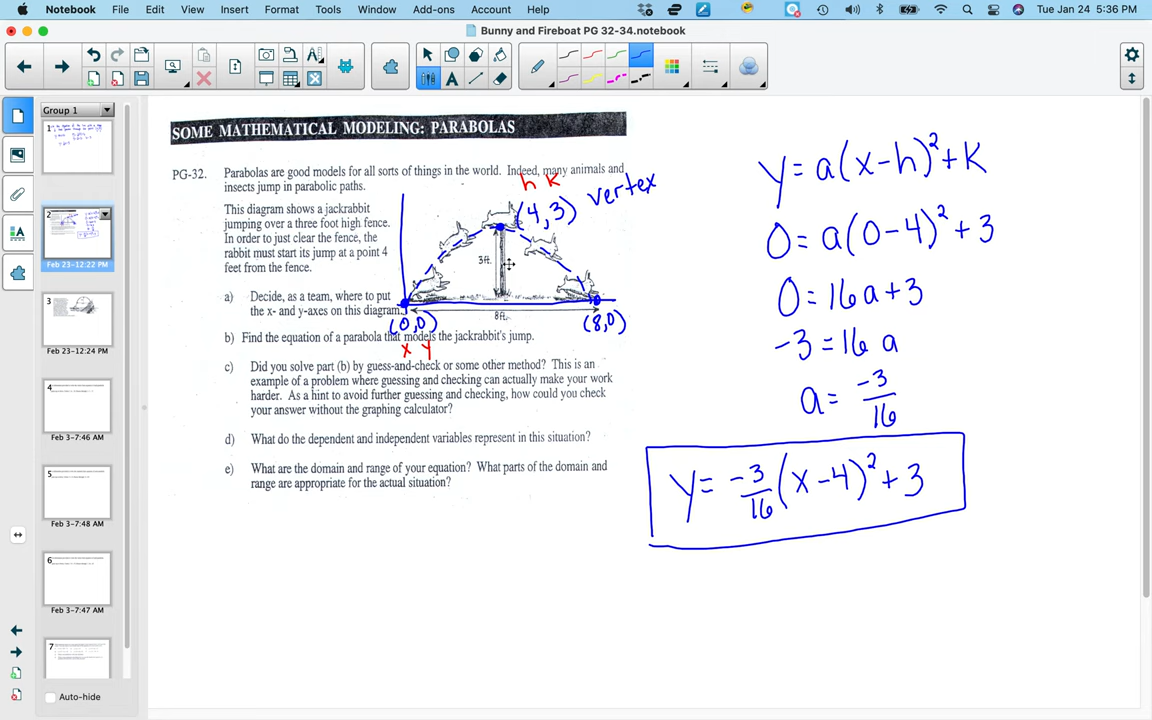 Notebook File Edit View Insert Format Tools Window Add-ons Account Help Tue Jan 24 5:36 PM
Bunny and Fireboat PG 32-34.notebook
Group 1
1
2
Feb 23-12:22 PM
3
Feb 23-12:24 PM
4
Feb 3-7:46 AM
5
Feb 3-7:48 AM
6
Feb 3-7:47 AM
7
Auto-hide
SOME MATHEMATICAL MODELING: PARABOLAS
PG-32. Parabolas are good models for all sorts of things in the world. Indeed, many animals and
insects jump in parabolic paths.
This diagram shows a jackrabbit
jumping over a three foot high fence.
In order to just clear the fence, the
rabbit must start its jump at a point 4
feet from the fence.
h K
(4,3) vertex
3ft.
8ft.
(0,0) (8,0)
x y
a) Decide, as a team, where to put
the x- and y-axes on this diagram.
b) Find the equation of a parabola that models the jackrabbit's jump.
c) Did you solve part (b) by guess-and-check or some other method? This is an
example of a problem where guessing and checking can actually make your work
harder. As a hint to avoid further guessing and checking, how could you check
your answer without the graphing calculator?
d) What do the dependent and independent variables represent in this situation?
e) What are the domain and range of your equation? What parts of the domain and
range are appropriate for the actual situation?
y = a(x-h)² + K
0 = a(0-4)² + 3
0 = 16a + 3
-3 = 16a
a = -3/16
y = -3/16 (x-4)² + 3